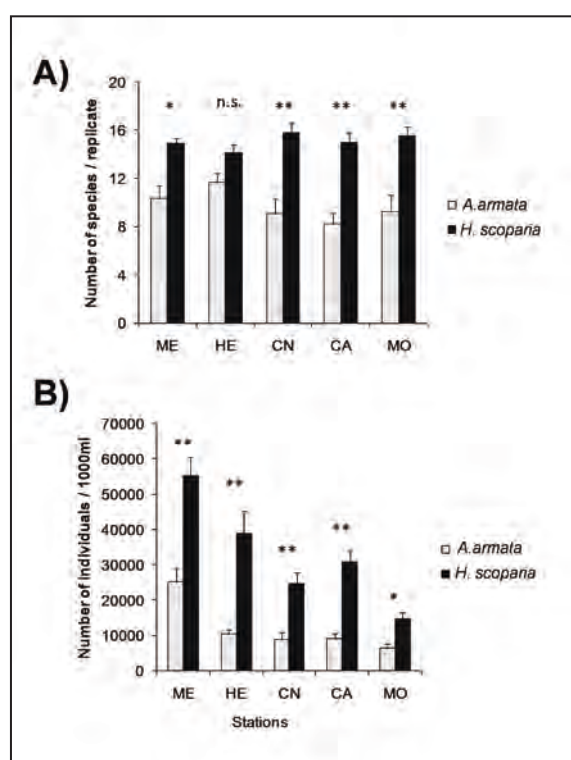 A)
Number of species / replicate
20
16
12
8
4
0
* n.s. ** ** **
ME HE CN CA MO
A.armata
H. scoparia
B)
Number of individuals / 1000ml
70000
60000
50000
40000
30000
20000
10000
0
** ** ** ** *
ME HE CN CA MO
Stations
A.armata
H. scoparia